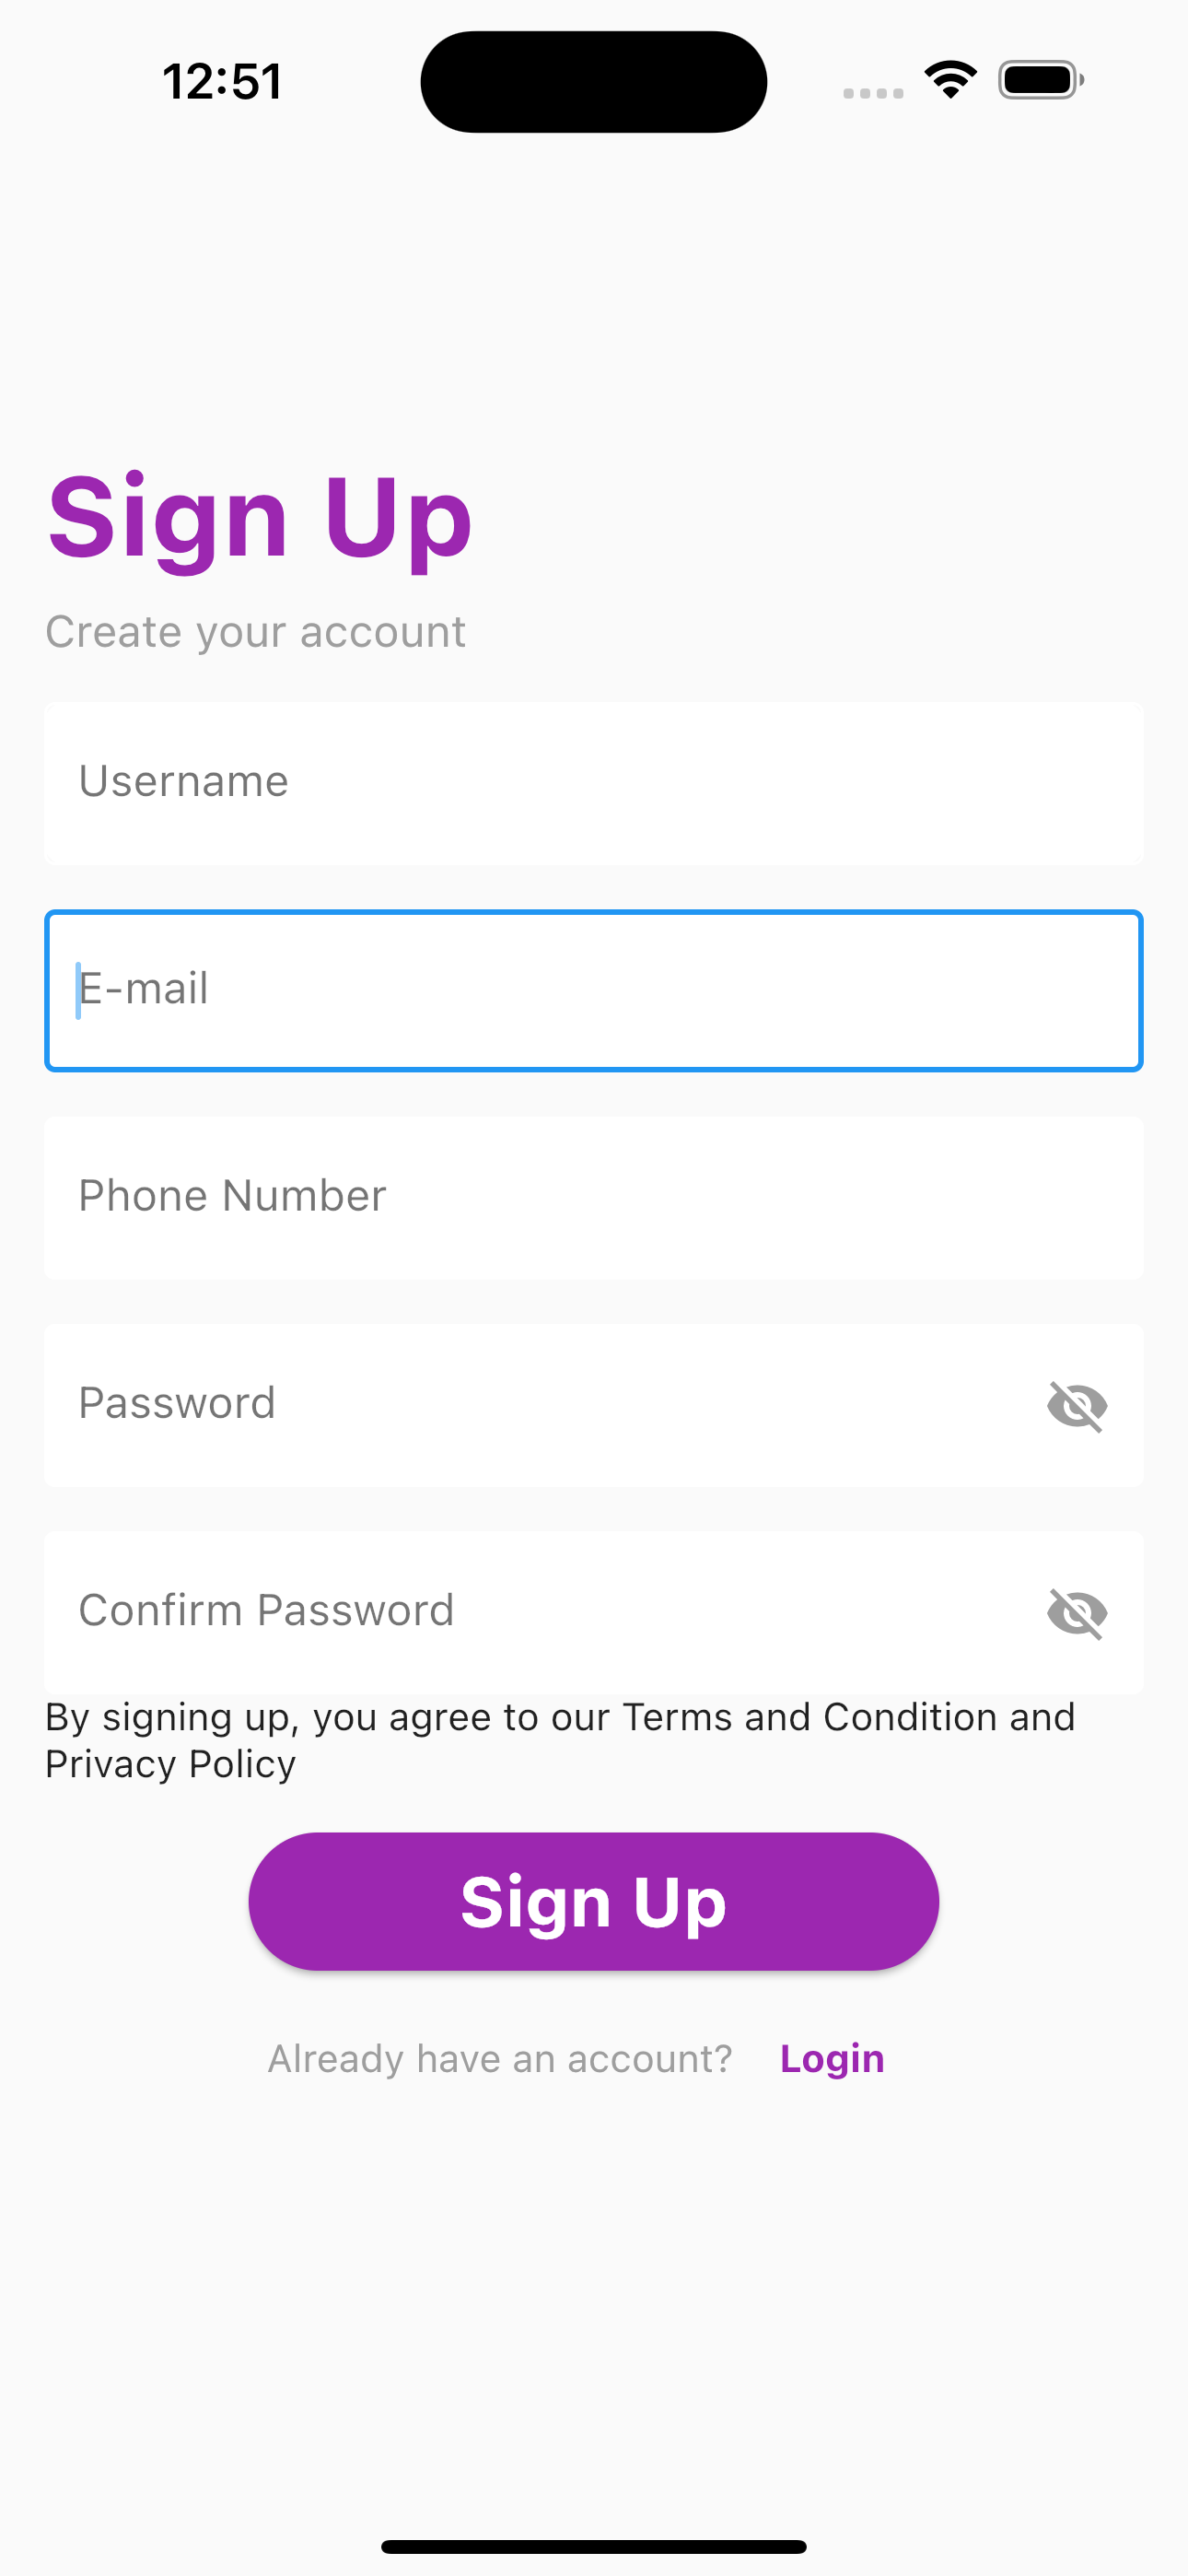 12:51
Sign Up
Create your account
Username
E-mail
Phone Number
Password
Confirm Password
By signing up, you agree to our Terms and Condition and
Privacy Policy
Sign Up
Already have an account? Login